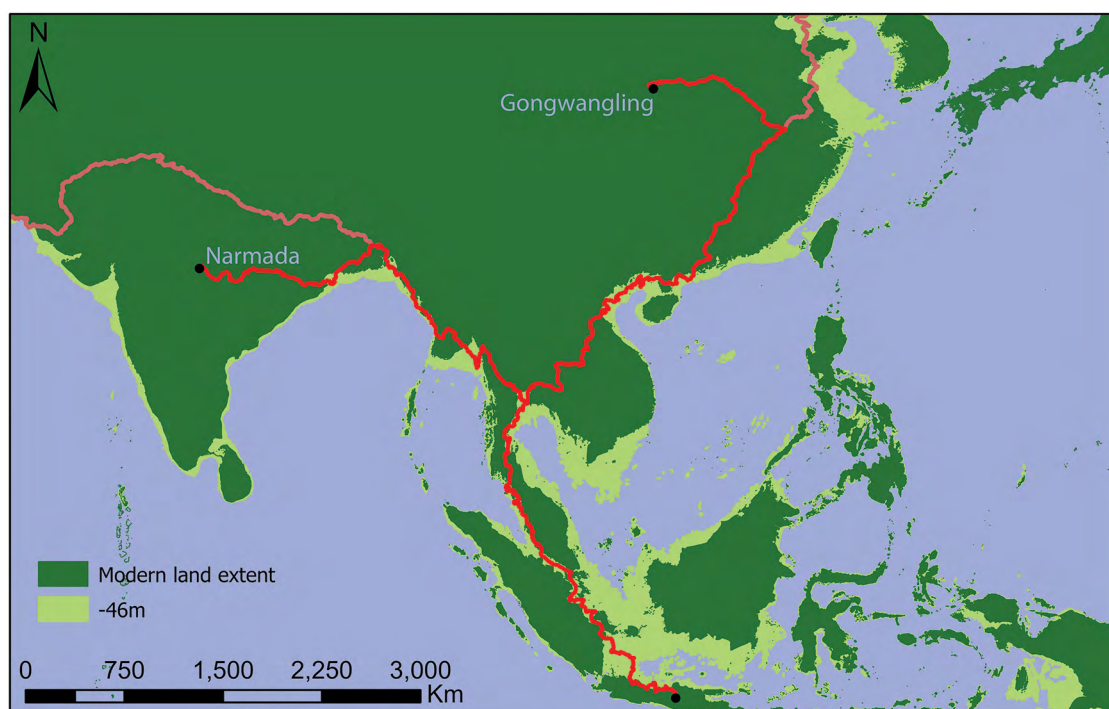 N
Gongwangling
Narmada
Modern land extent
-46m
0 750 1,500 2,250 3,000
Km